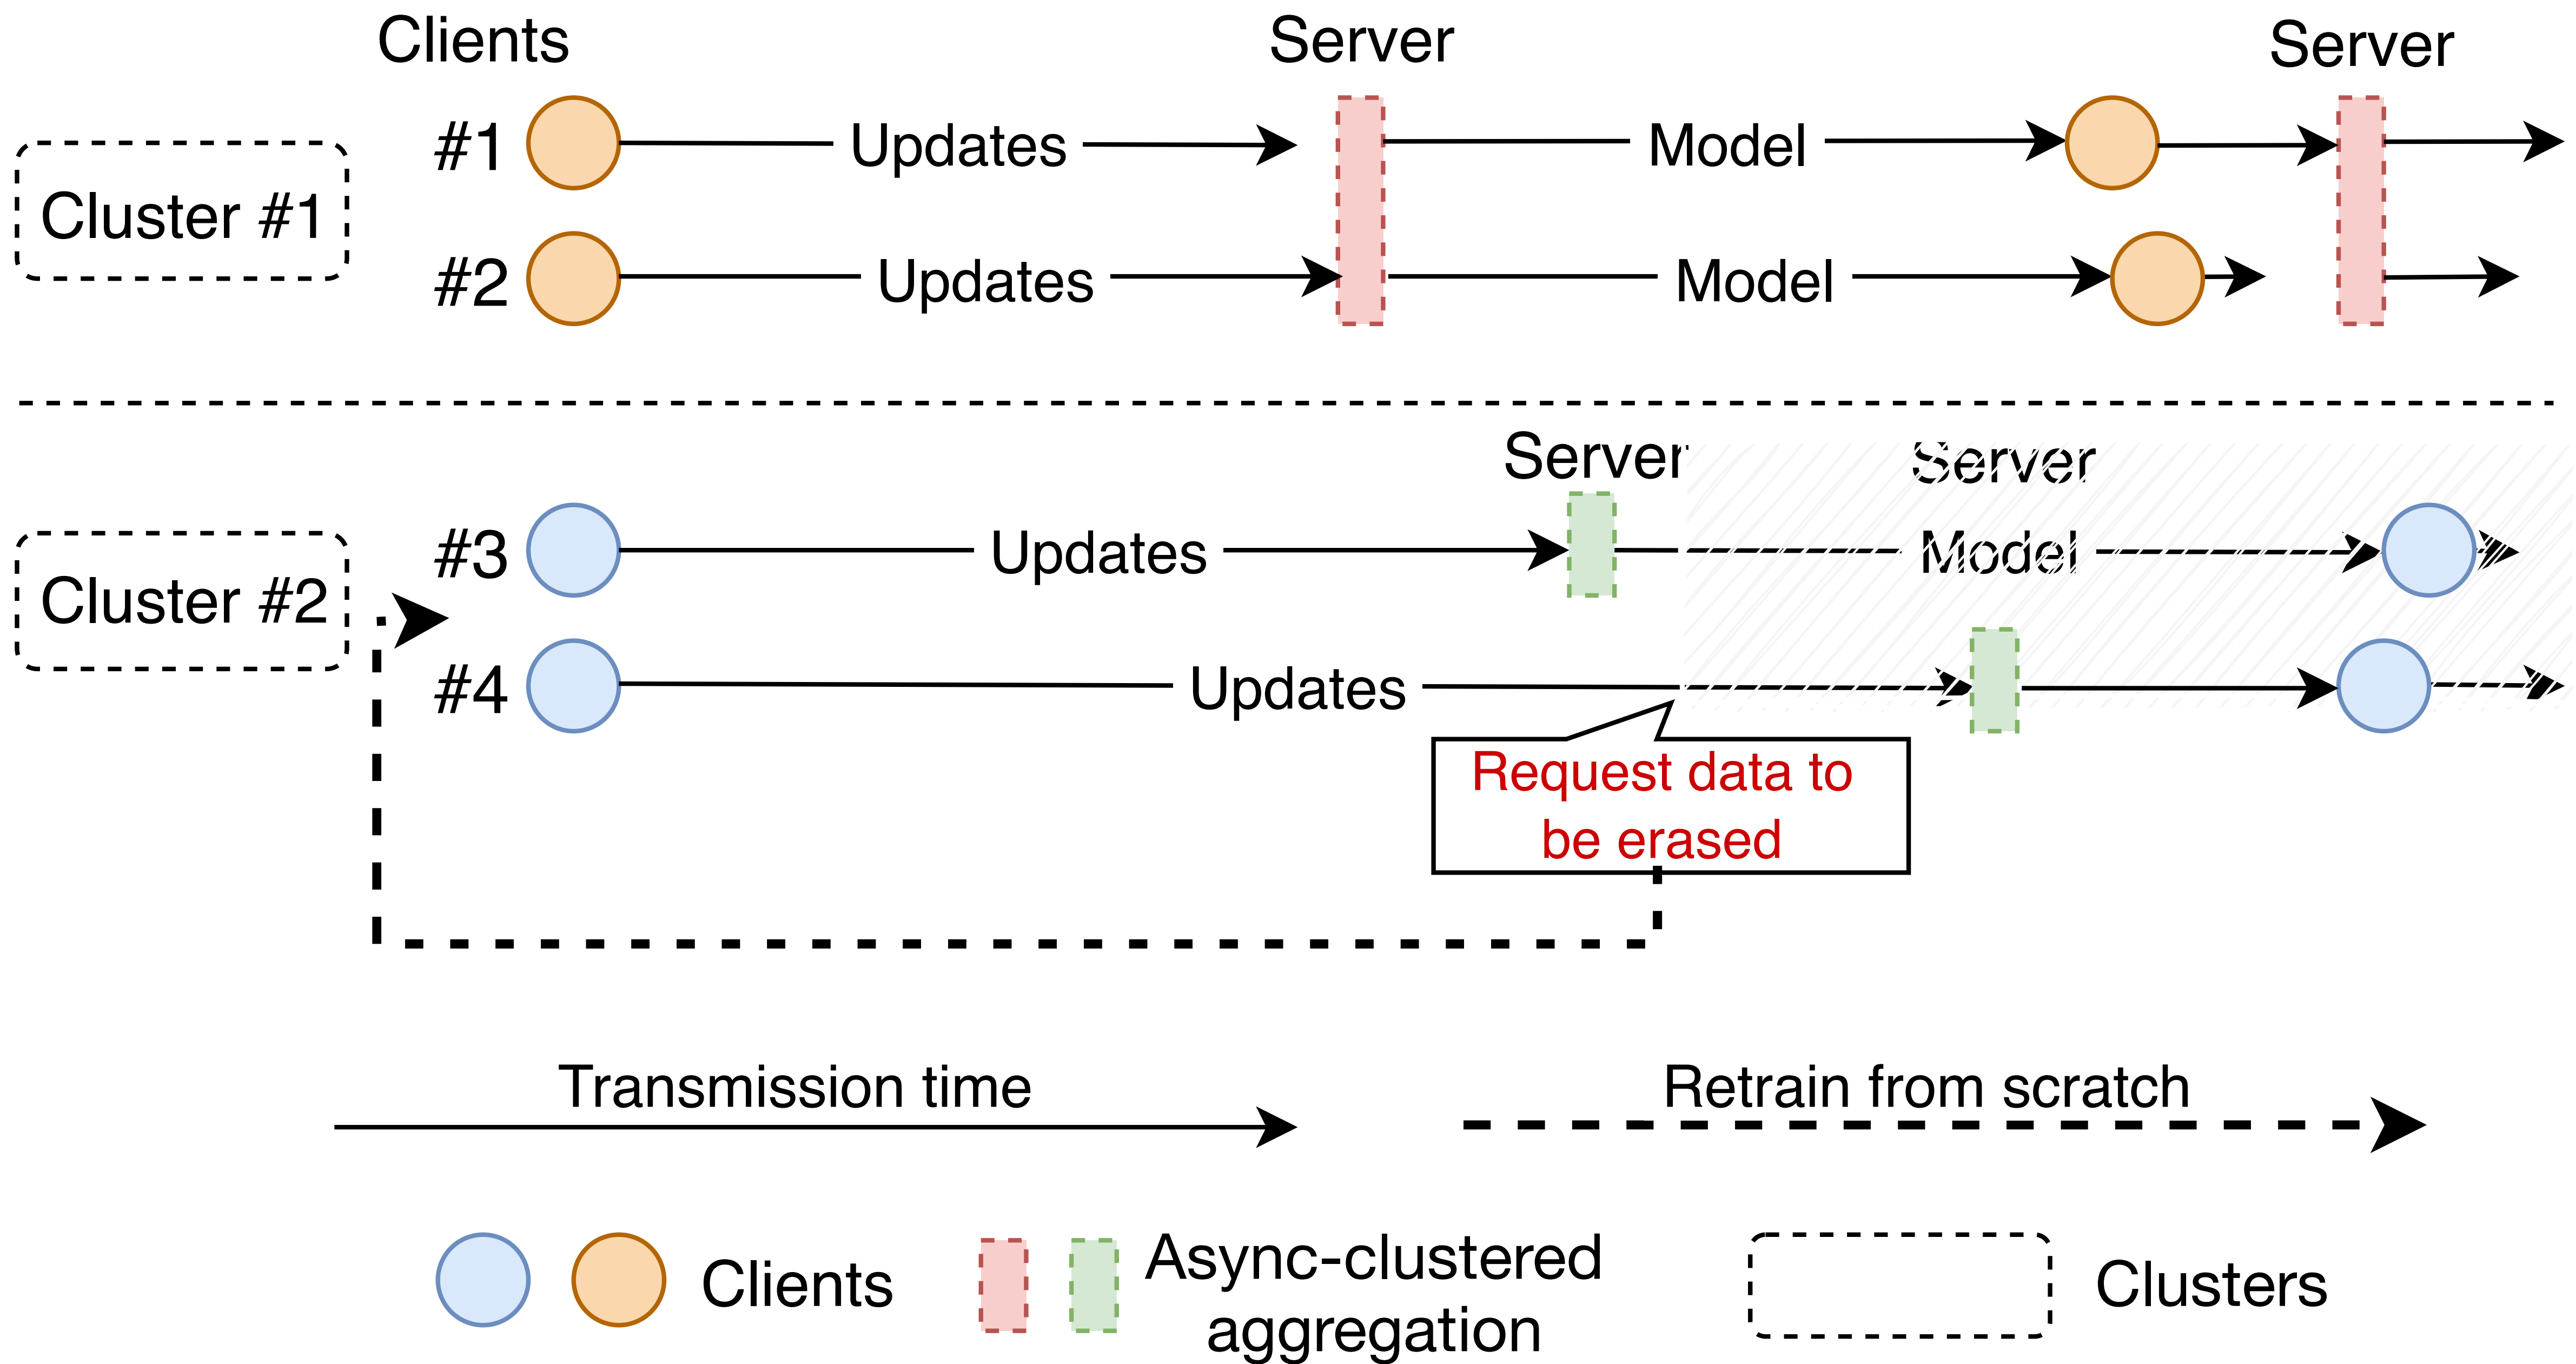 Clients
Server
Server
#1
Updates
Model
Cluster #1
#2
Updates
Model
Server
Server
#3
Updates
Model
Cluster #2
#4
Updates
Request data to
be erased
Transmission time
Retrain from scratch
Clients
Async-clustered
aggregation
Clusters